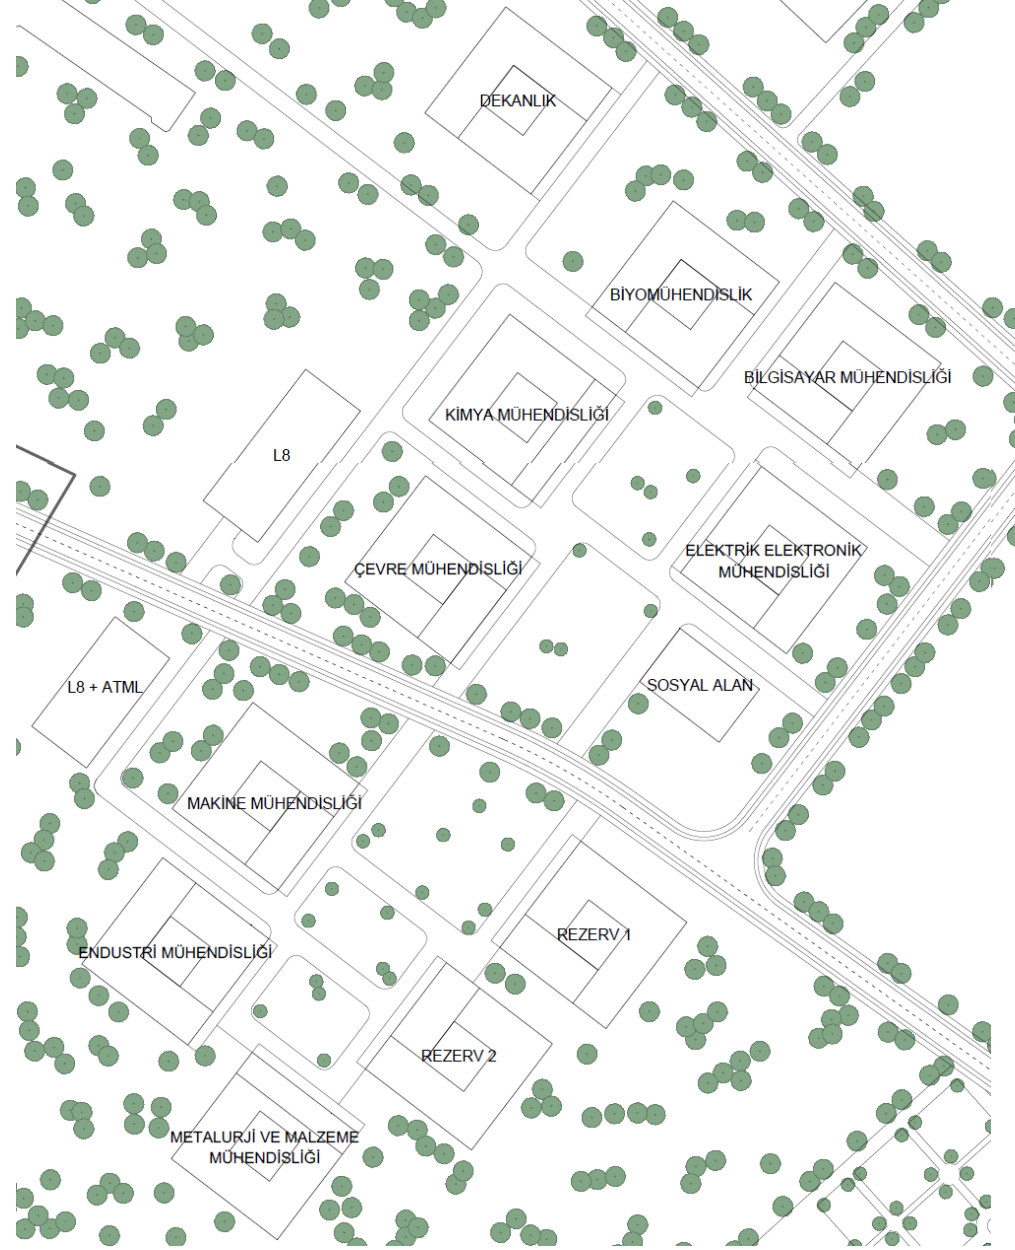 DEKANLIK
BİYOMÜHENDİSLİK
BİLGİSAYAR MÜHENDİSLİĞİ
KİMYA MÜHENDİSLİĞİ
L8
ELEKTRİK ELEKTRONİK
MÜHENDİSLİĞİ
ÇEVRE MÜHENDİSLİĞİ
SOSYAL ALAN
L8 + ATML
MAKİNE MÜHENDİSLİĞİ
REZERV 1
ENDUSTRİ MÜHENDİSLİĞİ
REZERV 2
METALURJİ VE MALZEME
MÜHENDİSLİĞİ